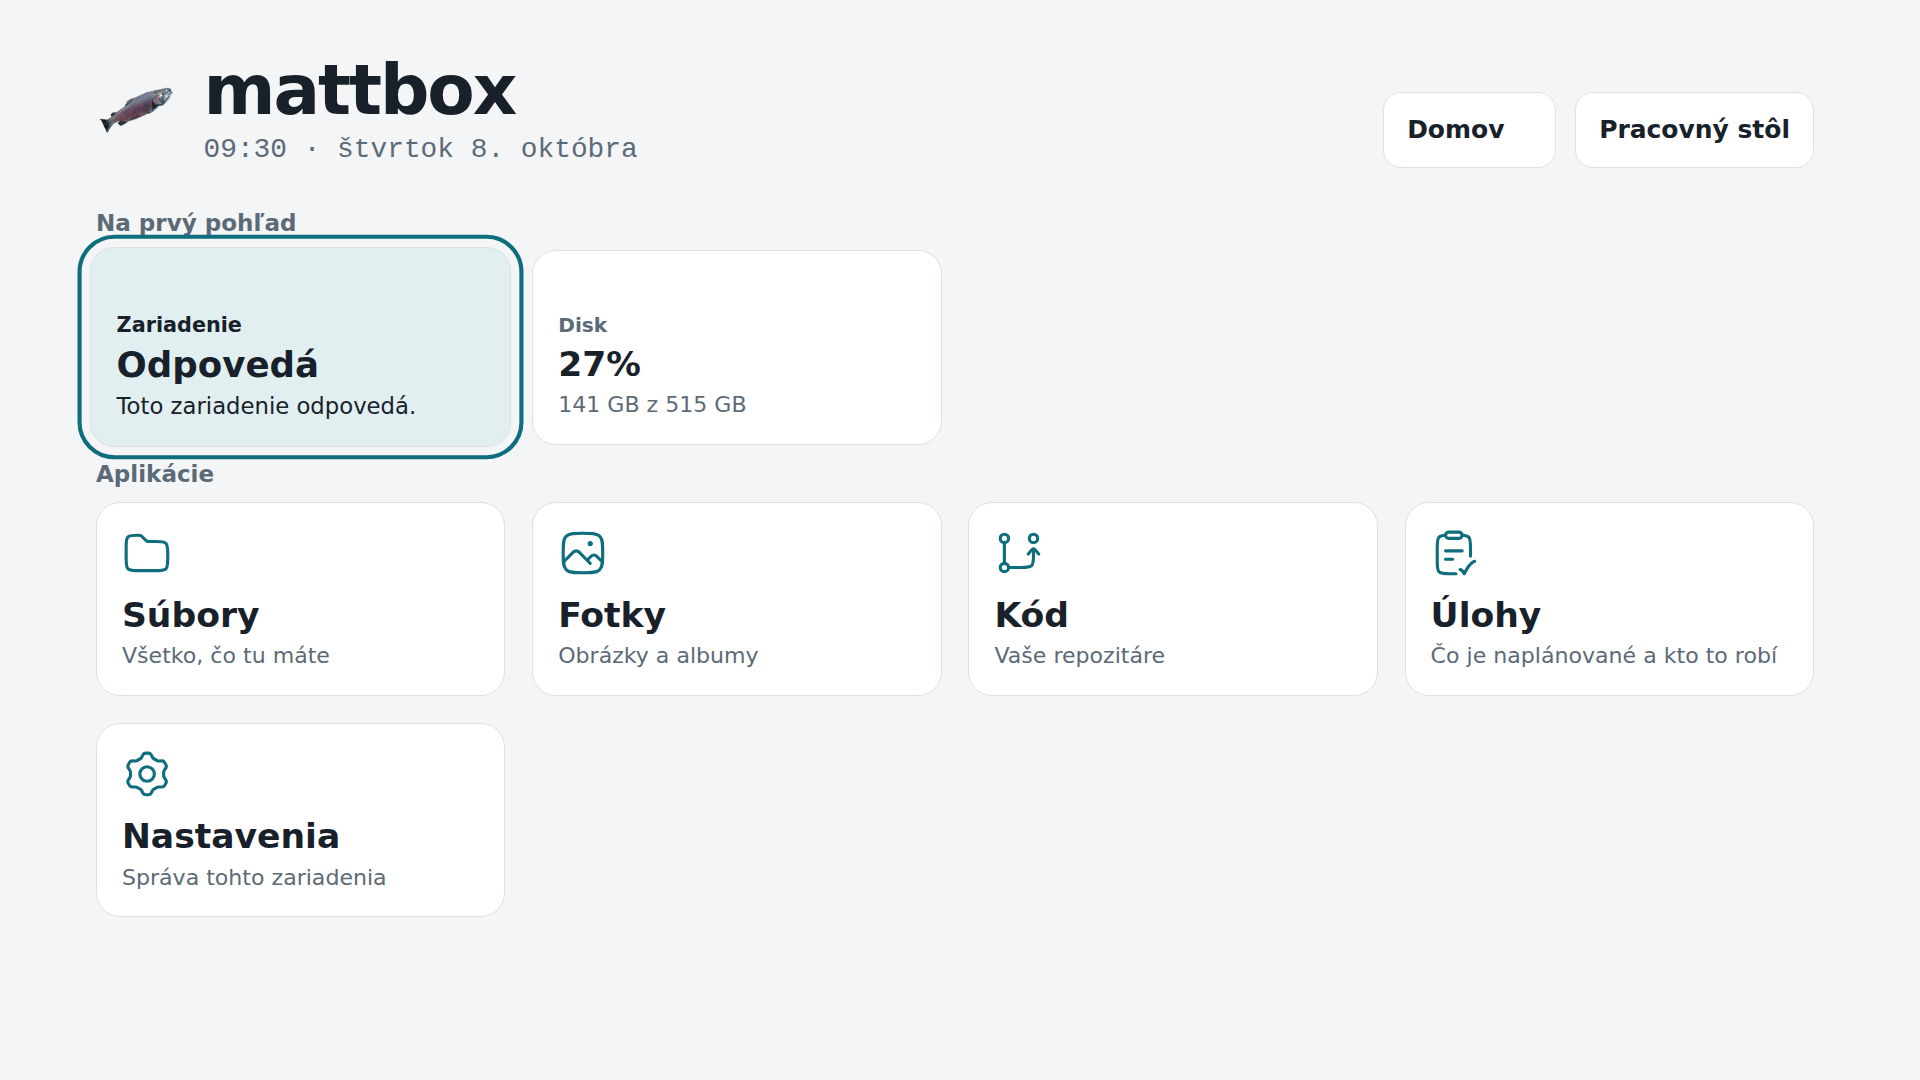 mattbox
09:30 · štvrtok 8. októbra
Domov
Pracovný stôl
Na prvý pohľad
Zariadenie
Odpovedá
Toto zariadenie odpovedá.
Disk
27%
141 GB z 515 GB
Aplikácie
Súbory
Všetko, čo tu máte
Fotky
Obrázky a albumy
Kód
Vaše repozitáre
Úlohy
Čo je naplánované a kto to robí
Nastavenia
Správa tohto zariadenia